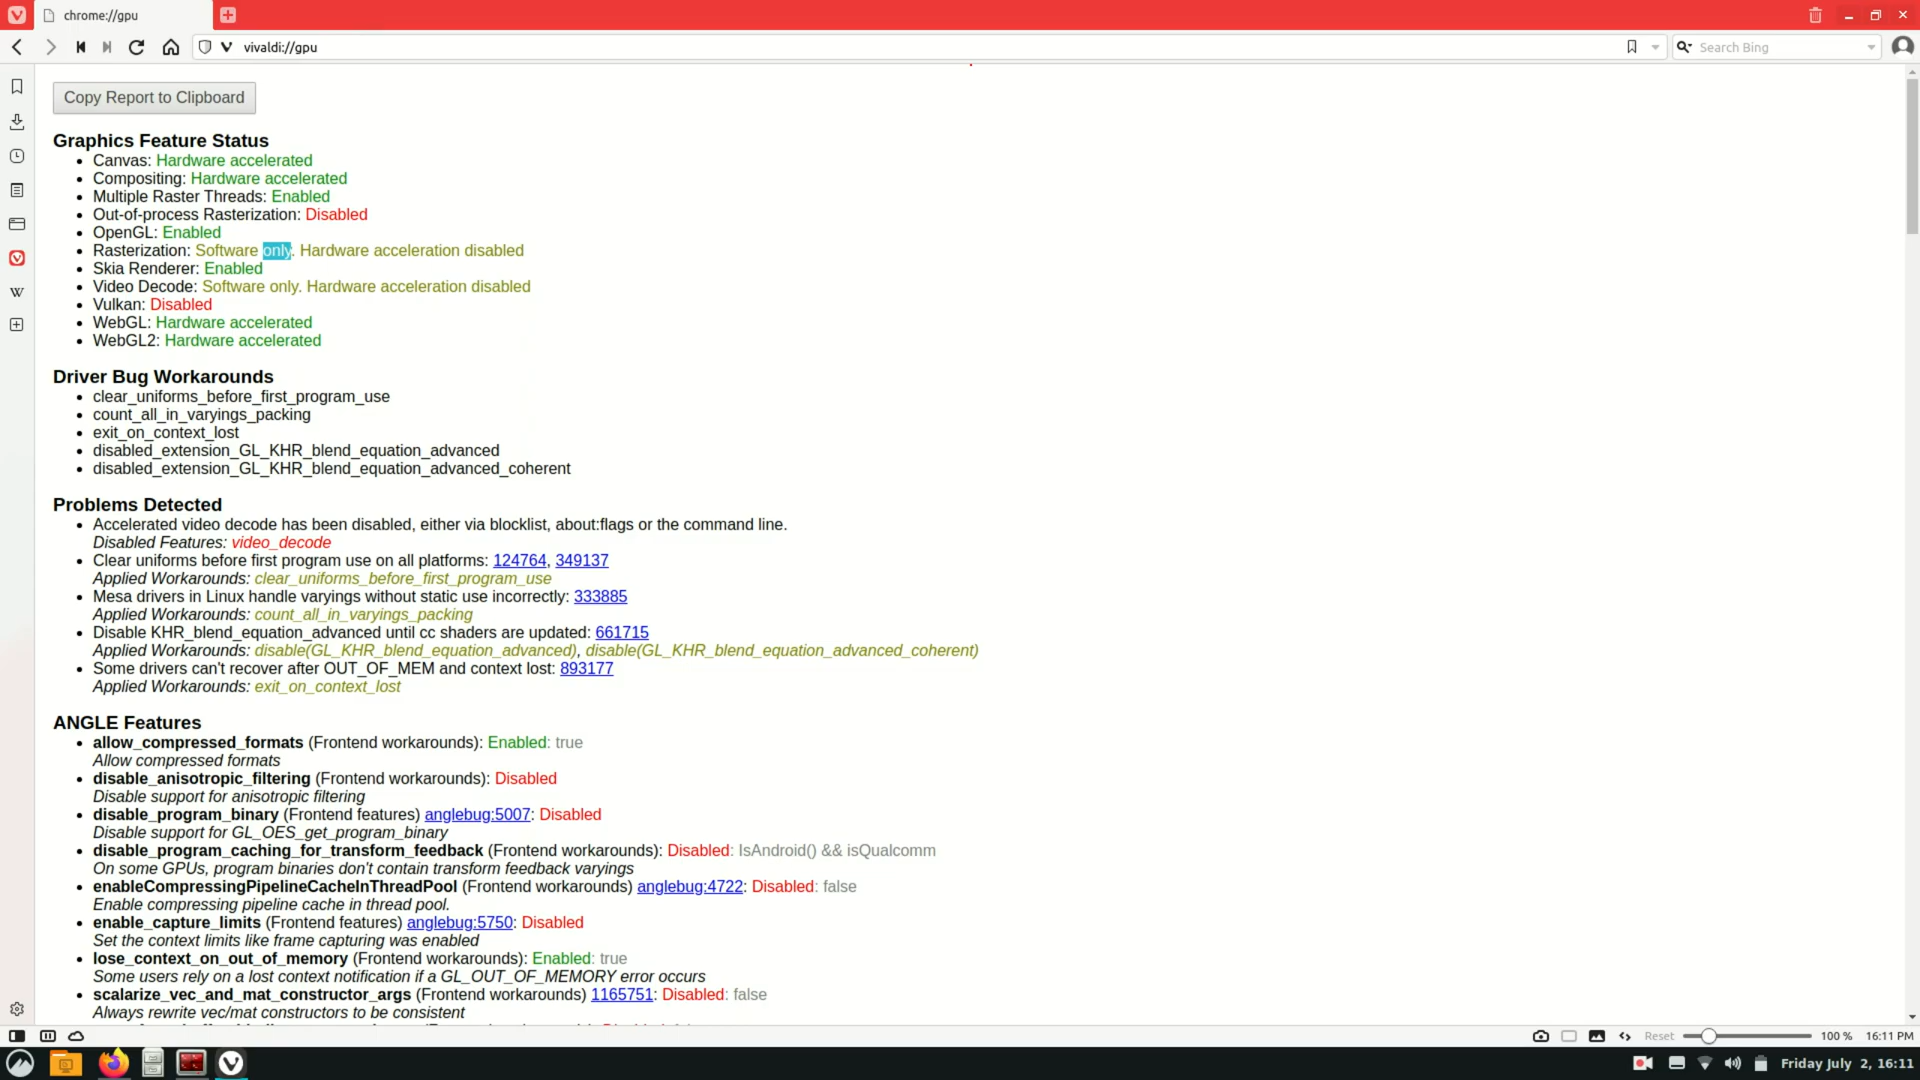 chrome://gpu
vivaldi://gpu
Search Bing
Copy Report to Clipboard
Graphics Feature Status
Canvas: Hardware accelerated
Compositing: Hardware accelerated
Multiple Raster Threads: Enabled
Out-of-process Rasterization: Disabled
OpenGL: Enabled
Rasterization: Software only. Hardware acceleration disabled
Skia Renderer: Enabled
Video Decode: Software only. Hardware acceleration disabled
Vulkan: Disabled
WebGL: Hardware accelerated
WebGL2: Hardware accelerated
Driver Bug Workarounds
clear_uniforms_before_first_program_use
count_all_in_varyings_packing
exit_on_context_lost
disabled_extension_GL_KHR_blend_equation_advanced
disabled_extension_GL_KHR_blend_equation_advanced_coherent
Problems Detected
Accelerated video decode has been disabled, either via blocklist, about:flags or the command line.
Disabled Features: video_decode
Clear uniforms before first program use on all platforms: 124764, 349137
Applied Workarounds: clear_uniforms_before_first_program_use
Mesa drivers in Linux handle varyings without static use incorrectly: 333885
Applied Workarounds: count_all_in_varyings_packing
Disable KHR_blend_equation_advanced until cc shaders are updated: 661715
Applied Workarounds: disable(GL_KHR_blend_equation_advanced), disable(GL_KHR_blend_equation_advanced_coherent)
Some drivers can't recover after OUT_OF_MEM and context lost: 893177
Applied Workarounds: exit_on_context_lost
ANGLE Features
allow_compressed_formats (Frontend workarounds): Enabled: true
Allow compressed formats
disable_anisotropic_filtering (Frontend workarounds): Disabled
Disable support for anisotropic filtering
disable_program_binary (Frontend features) anglebug:5007: Disabled
Disable support for GL_OES_get_program_binary
disable_program_caching_for_transform_feedback (Frontend workarounds): Disabled: IsAndroid() && isQualcomm
On some GPUs, program binaries don't contain transform feedback varyings
enableCompressingPipelineCacheInThreadPool (Frontend workarounds) anglebug:4722: Disabled: false
Enable compressing pipeline cache in thread pool.
enable_capture_limits (Frontend features) anglebug:5750: Disabled
Set the context limits like frame capturing was enabled
lose_context_on_out_of_memory (Frontend workarounds): Enabled: true
Some users rely on a lost context notification if a GL_OUT_OF_MEMORY error occurs
scalarize_vec_and_mat_constructor_args (Frontend workarounds) 1165751: Disabled: false
Always rewrite vec/mat constructors to be consistent
Reset 100 % 16:11 PM
Friday July 2, 16:11